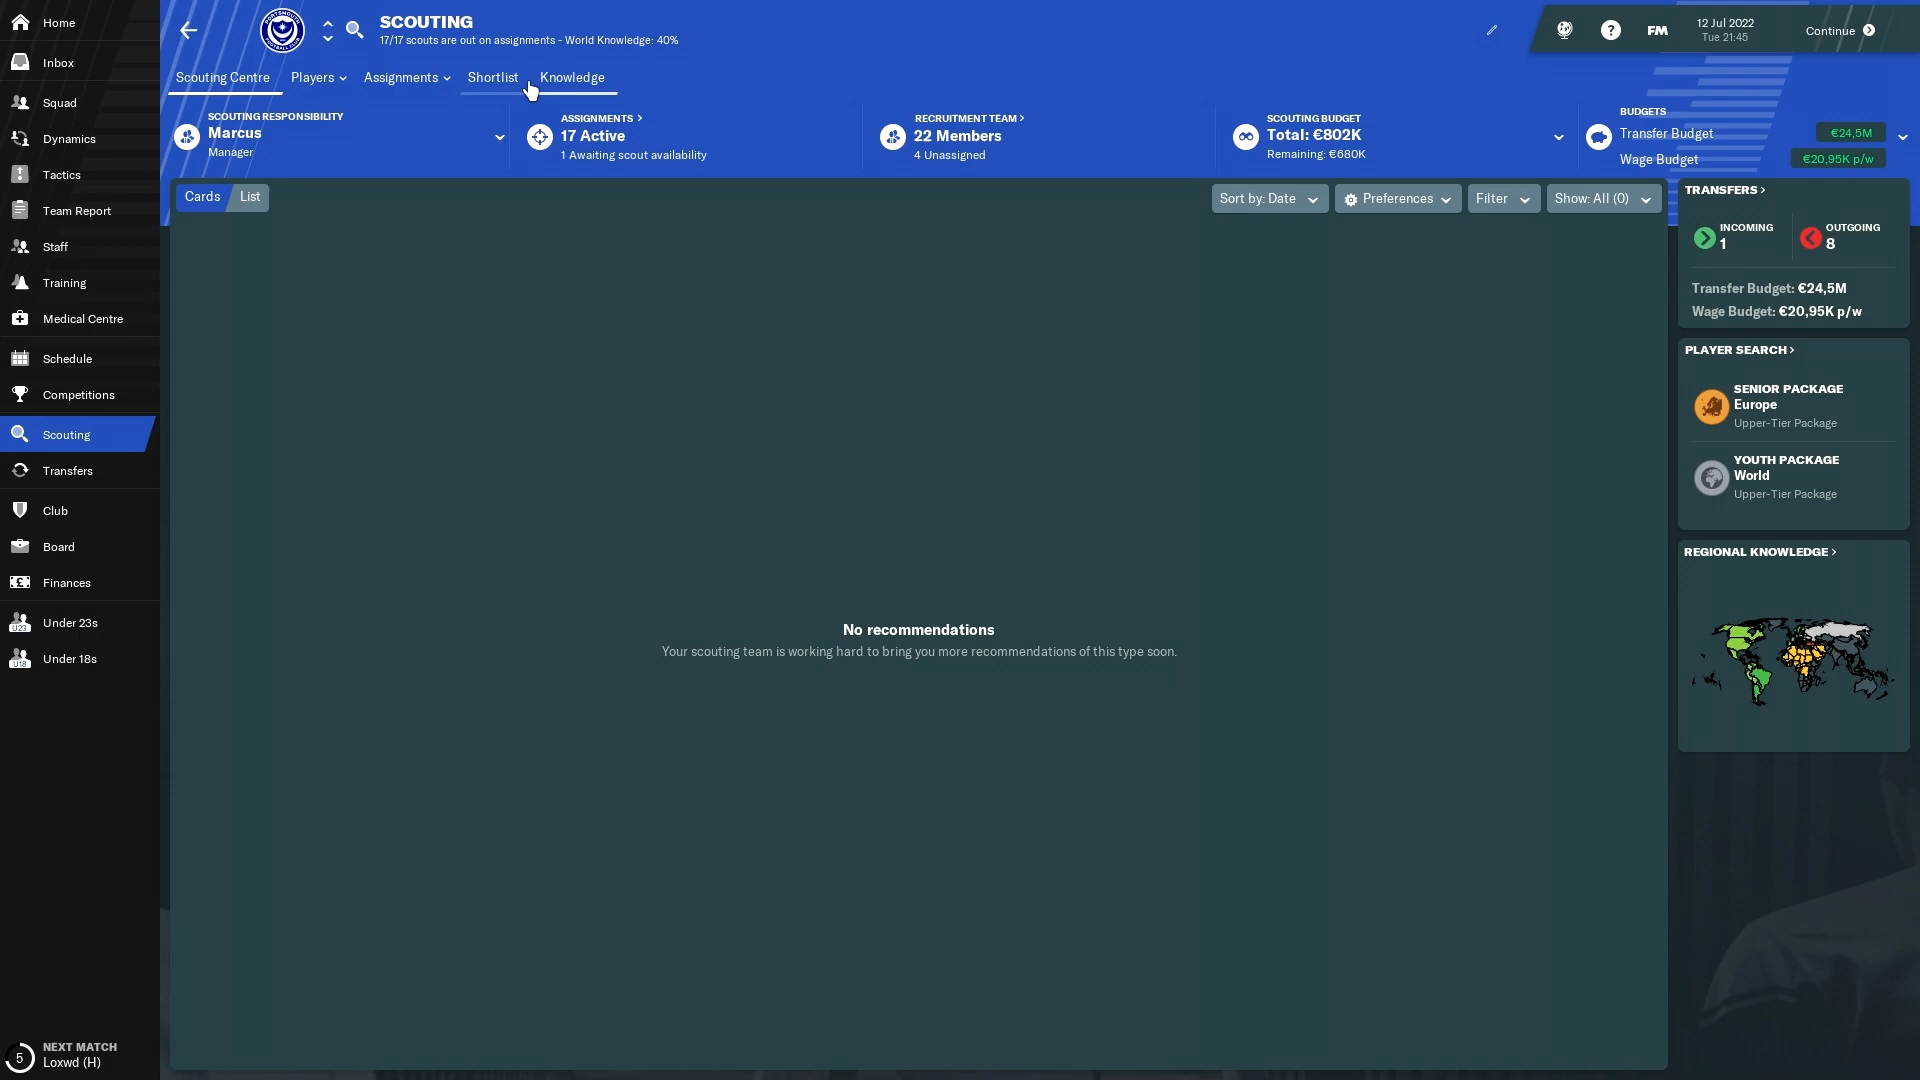 Home
Inbox
Squad
Dynamics
Tactics
Team Report
Staff
Training
Medical Centre
Schedule
Competitions
Scouting
Transfers
Club
Board
Finances
U23
Under 23s
U18
Under 18s
5
NEXT MATCH
Loxwd (H)
SCOUTING
17/17 scouts are out on assignments - World Knowledge: 40%
?
FM
12 Jul 2022
Tue 21:45
Continue
Scouting Centre
Players
Assignments
Shortlist
Knowledge
SCOUTING RESPONSIBILITY
Marcus
Manager
ASSIGNMENTS >
17 Active
1 Awaiting scout availability
RECRUITMENT TEAM >
22 Members
4 Unassigned
SCOUTING BUDGET
Total: €802K
Remaining: €680K
BUDGETS
Transfer Budget €24,5M
Wage Budget €20,95K p/w
Cards List
Sort by: Date
Preferences
Filter
Show: All (0)
No recommendations
Your scouting team is working hard to bring you more recommendations of this type soon.
TRANSFERS >
INCOMING
1
OUTGOING
8
Transfer Budget: €24,5M
Wage Budget: €20,95K p/w
PLAYER SEARCH >
SENIOR PACKAGE
Europe
Upper-Tier Package
YOUTH PACKAGE
World
Upper-Tier Package
REGIONAL KNOWLEDGE >